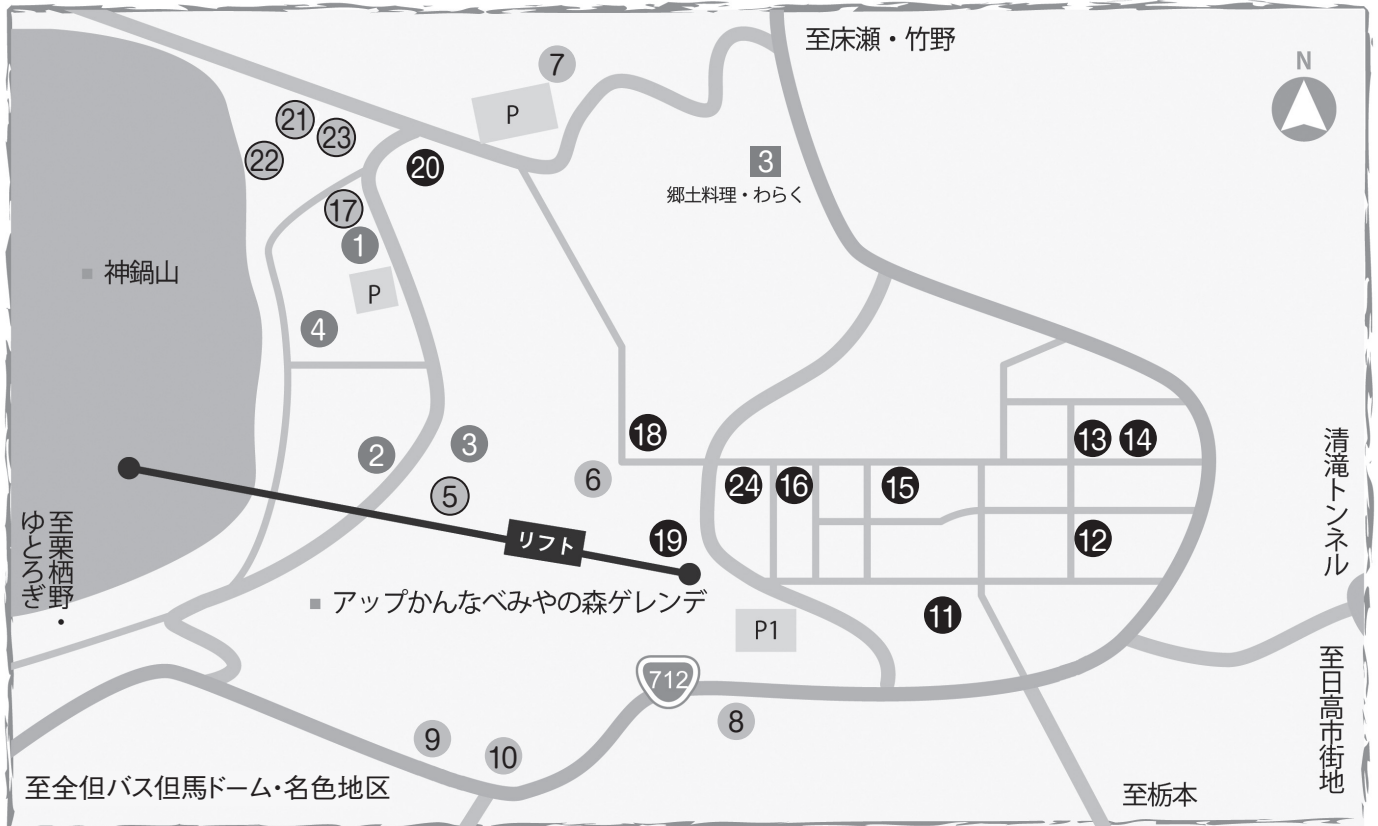 至床瀬・竹野
N
7
P
21
23
22
20
3
郷土料理・わらく
17
1
神鍋山
P
4
18
13
14
2
3
6
24
16
15
5
清滝トンネル
至栗栖野・
ゆとろぎ
リフト
19
12
アップかんなべみやの森ゲレンデ
P1
11
712
8
至日高市街地
9
10
至全但バス但馬ドーム・名色地区
至栃本